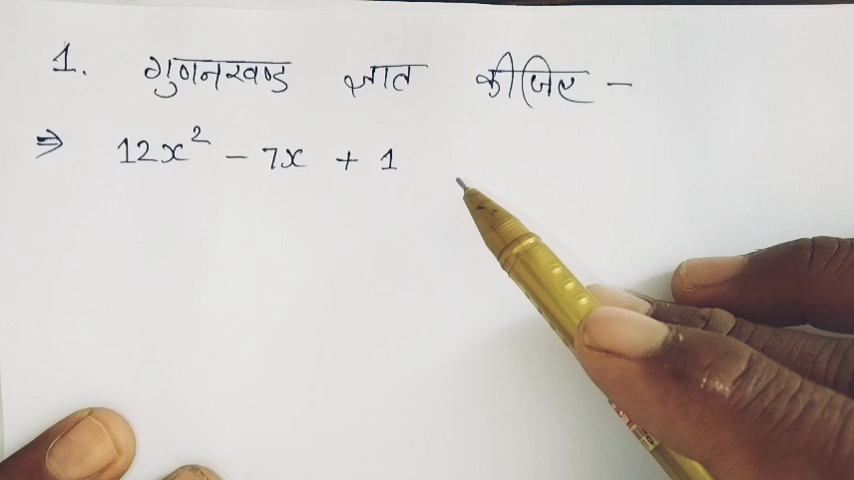 1. गुणनखण्ड ज्ञात कीजिए –
⇒ 12x² – 7x + 1